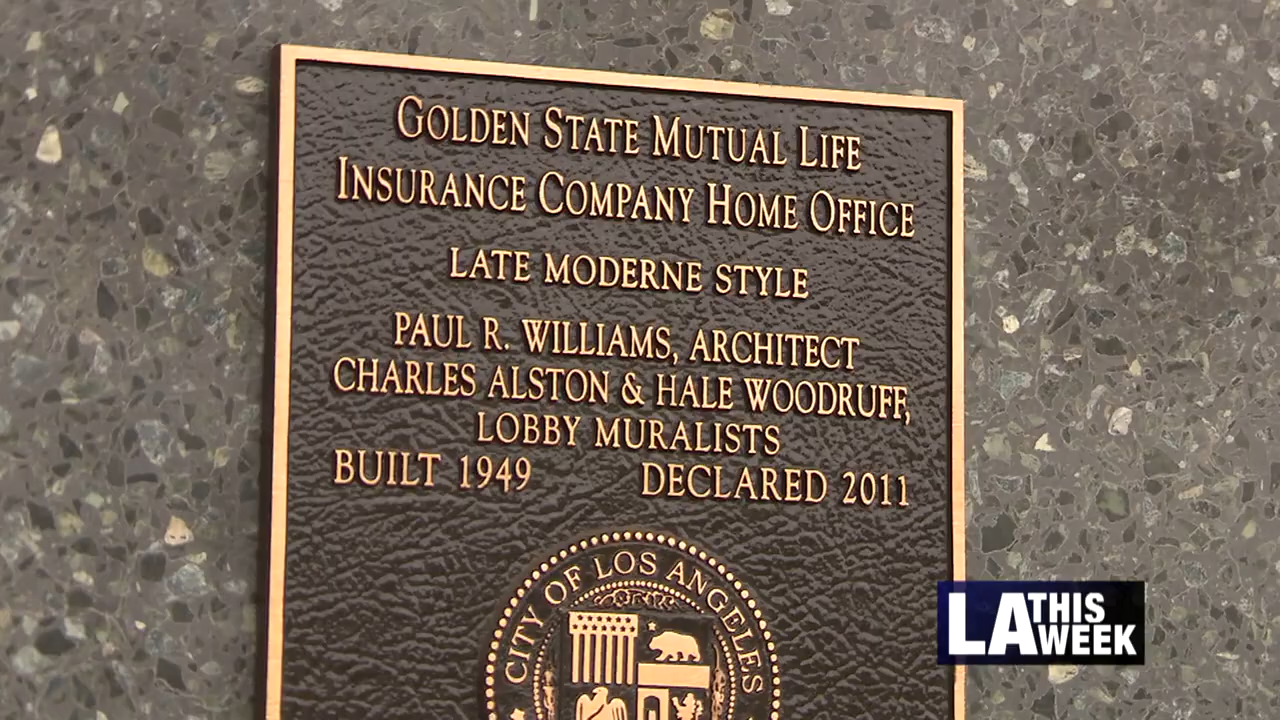 GOLDEN STATE MUTUAL LIFE
INSURANCE COMPANY HOME OFFICE
LATE MODERNE STYLE
PAUL R. WILLIAMS, ARCHITECT
CHARLES ALSTON & HALE WOODRUFF,
LOBBY MURALISTS
BUILT 1949 DECLARED 2011
CITY OF LOS ANGELES
LA THIS WEEK